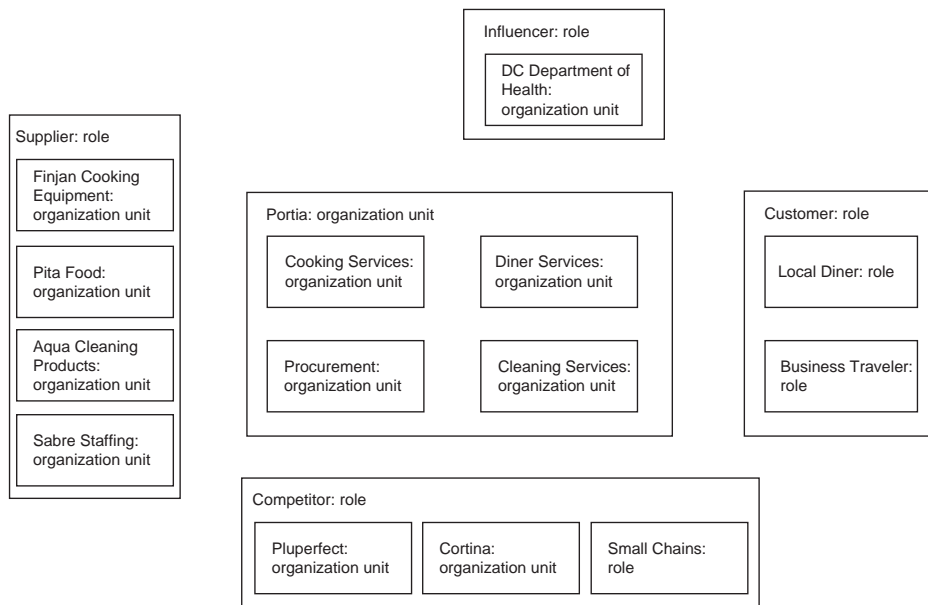 Influencer: role
DC Department of
Health:
organization unit
Supplier: role
Finjan Cooking
Equipment:
organization unit
Pita Food:
organization unit
Aqua Cleaning
Products:
organization unit
Sabre Staffing:
organization unit
Portia: organization unit
Cooking Services:
organization unit
Diner Services:
organization unit
Procurement:
organization unit
Cleaning Services:
organization unit
Customer: role
Local Diner: role
Business Traveler:
role
Competitor: role
Pluperfect:
organization unit
Cortina:
organization unit
Small Chains:
role